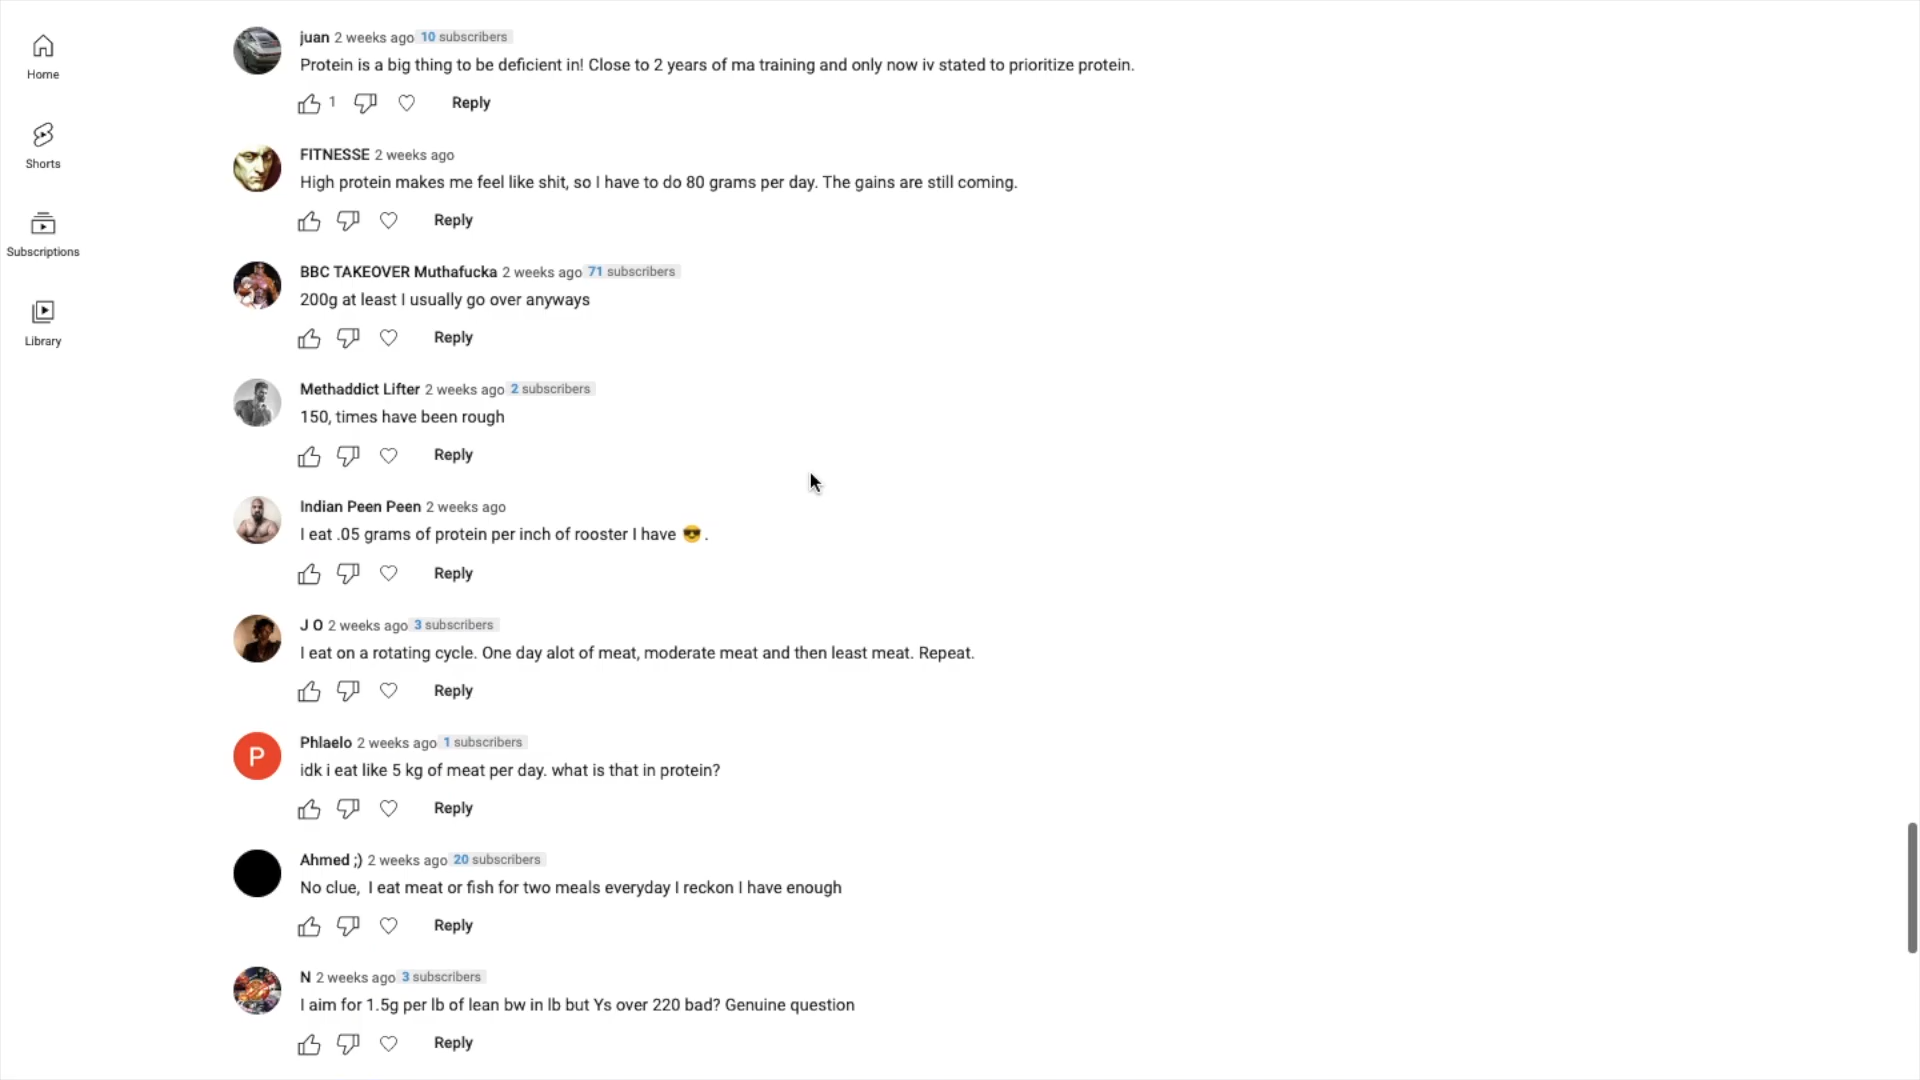 Home
Shorts
Subscriptions
Library
juan 2 weeks ago 10 subscribers
Protein is a big thing to be deficient in! Close to 2 years of ma training and only now iv stated to prioritize protein.
1 Reply
FITNESSE 2 weeks ago
High protein makes me feel like shit, so I have to do 80 grams per day. The gains are still coming.
Reply
BBC TAKEOVER Muthafucka 2 weeks ago 71 subscribers
200g at least I usually go over anyways
Reply
Methaddict Lifter 2 weeks ago 2 subscribers
150, times have been rough
Reply
Indian Peen Peen 2 weeks ago
I eat .05 grams of protein per inch of rooster I have 😎 .
Reply
J O 2 weeks ago 3 subscribers
I eat on a rotating cycle. One day alot of meat, moderate meat and then least meat. Repeat.
Reply
P
Phlaelo 2 weeks ago 1 subscribers
idk i eat like 5 kg of meat per day. what is that in protein?
Reply
Ahmed ;) 2 weeks ago 20 subscribers
No clue, I eat meat or fish for two meals everyday I reckon I have enough
Reply
N 2 weeks ago 3 subscribers
I aim for 1.5g per lb of lean bw in lb but Ys over 220 bad? Genuine question
Reply